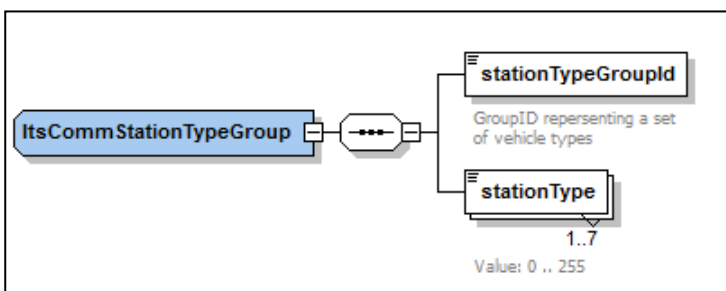 stationTypeGroupId
GroupID repersenting a set
of vehicle types
ItsCommStationTypeGroup
stationType
1..7
Value: 0 .. 255